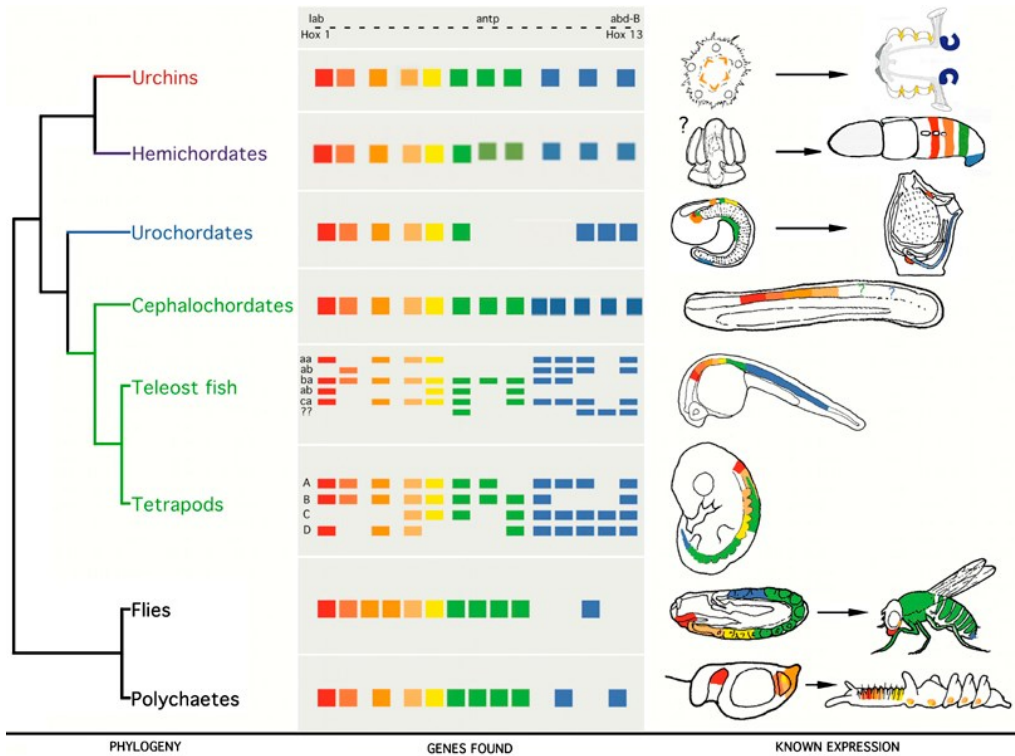 lab antp abd-B
Hox 1 Hox 13
Urchins
?
Hemichordates
Urochordates
Cephalochordates
? ?
aa
ab
Teleost fish
ba
ab
ca
??
A
B
Tetrapods
C
D
Flies
Polychaetes
PHYLOGENY GENES FOUND KNOWN EXPRESSION